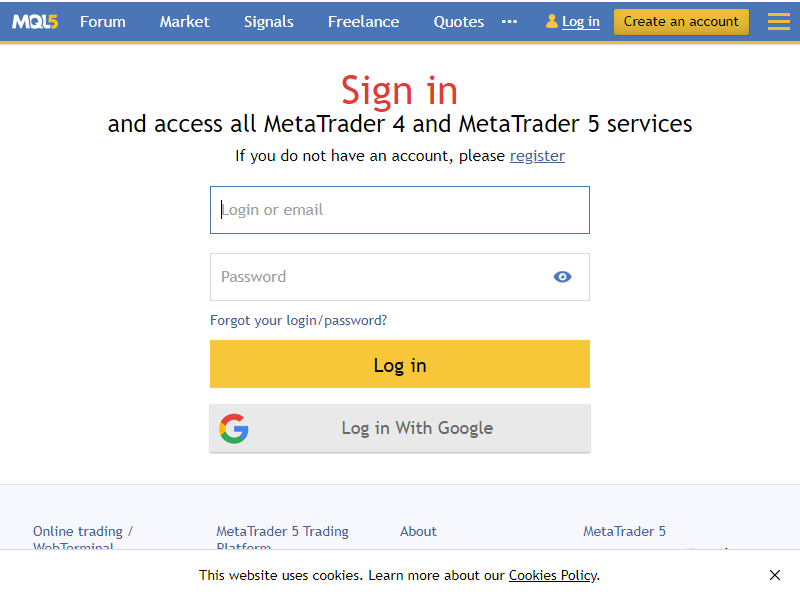 MQL5 Forum Market Signals Freelance Quotes ••• Log in Create an account
Sign in
and access all MetaTrader 4 and MetaTrader 5 services
If you do not have an account, please register
Login or email
Password
Forgot your login/password?
Log in
Log in With Google
Online trading / MetaTrader 5 Trading About MetaTrader 5
WebTerminal Platform
This website uses cookies. Learn more about our Cookies Policy.